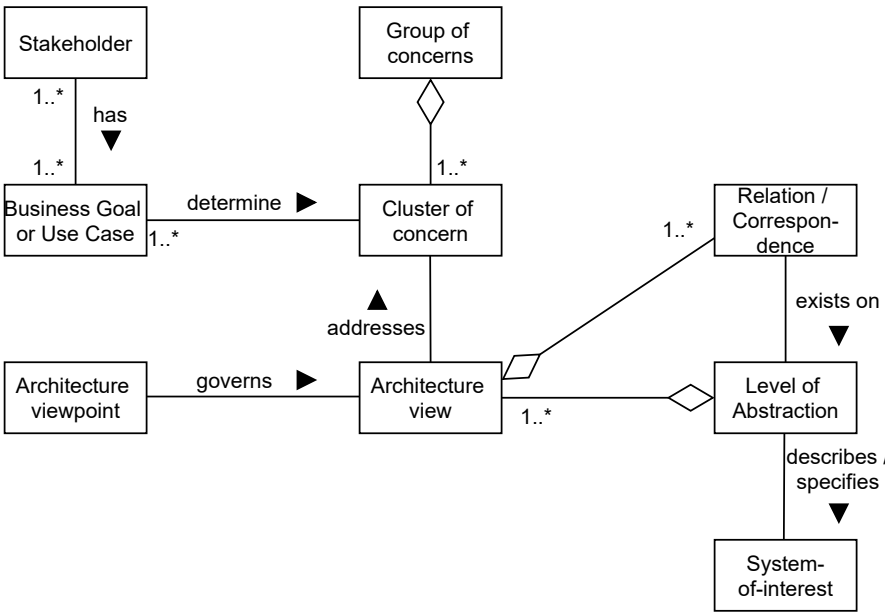 Stakeholder
Group of
concerns
1..*
has
1..*
1..*
Business Goal
or Use Case
determine
1..*
Cluster of
concern
Relation /
Correspon-
dence
1..*
exists on
addresses
Architecture
viewpoint
governs
Architecture
view
1..*
Level of
Abstraction
describes /
specifies
System-
of-interest